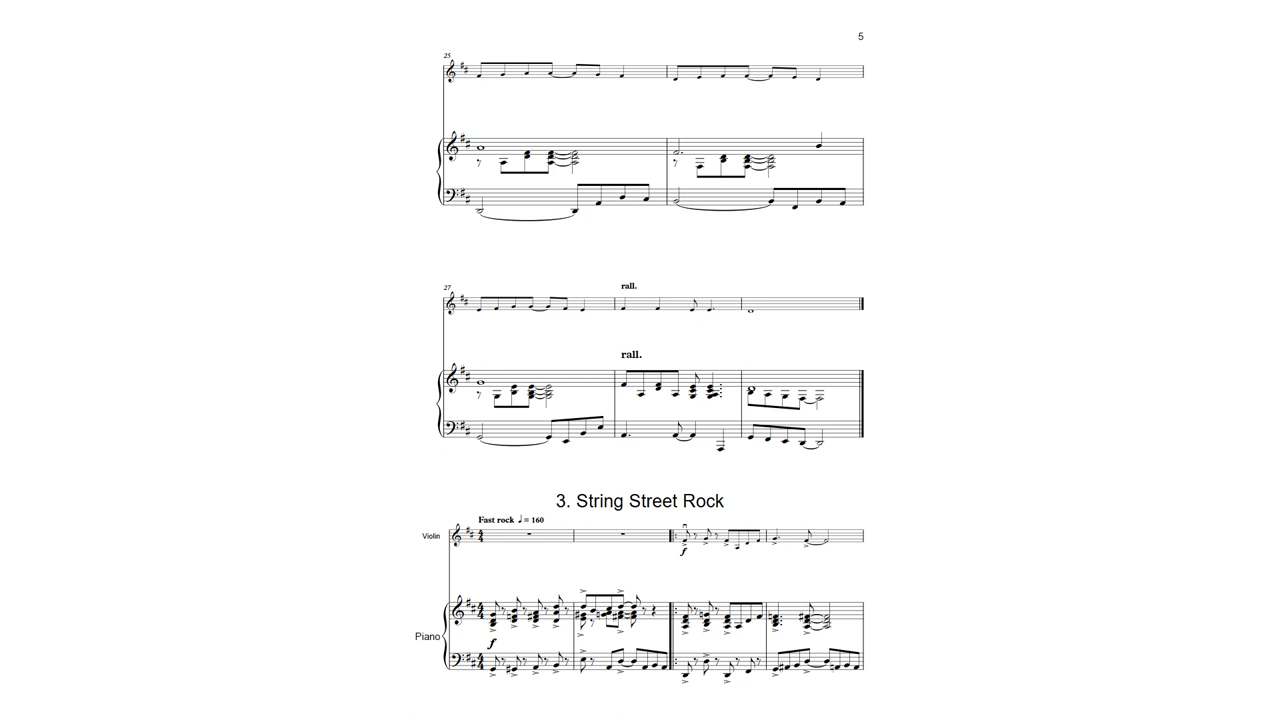 5
25
27
rall.
rall.
3. String Street Rock
Fast rock ♩ = 160
Violin
f
Piano
f